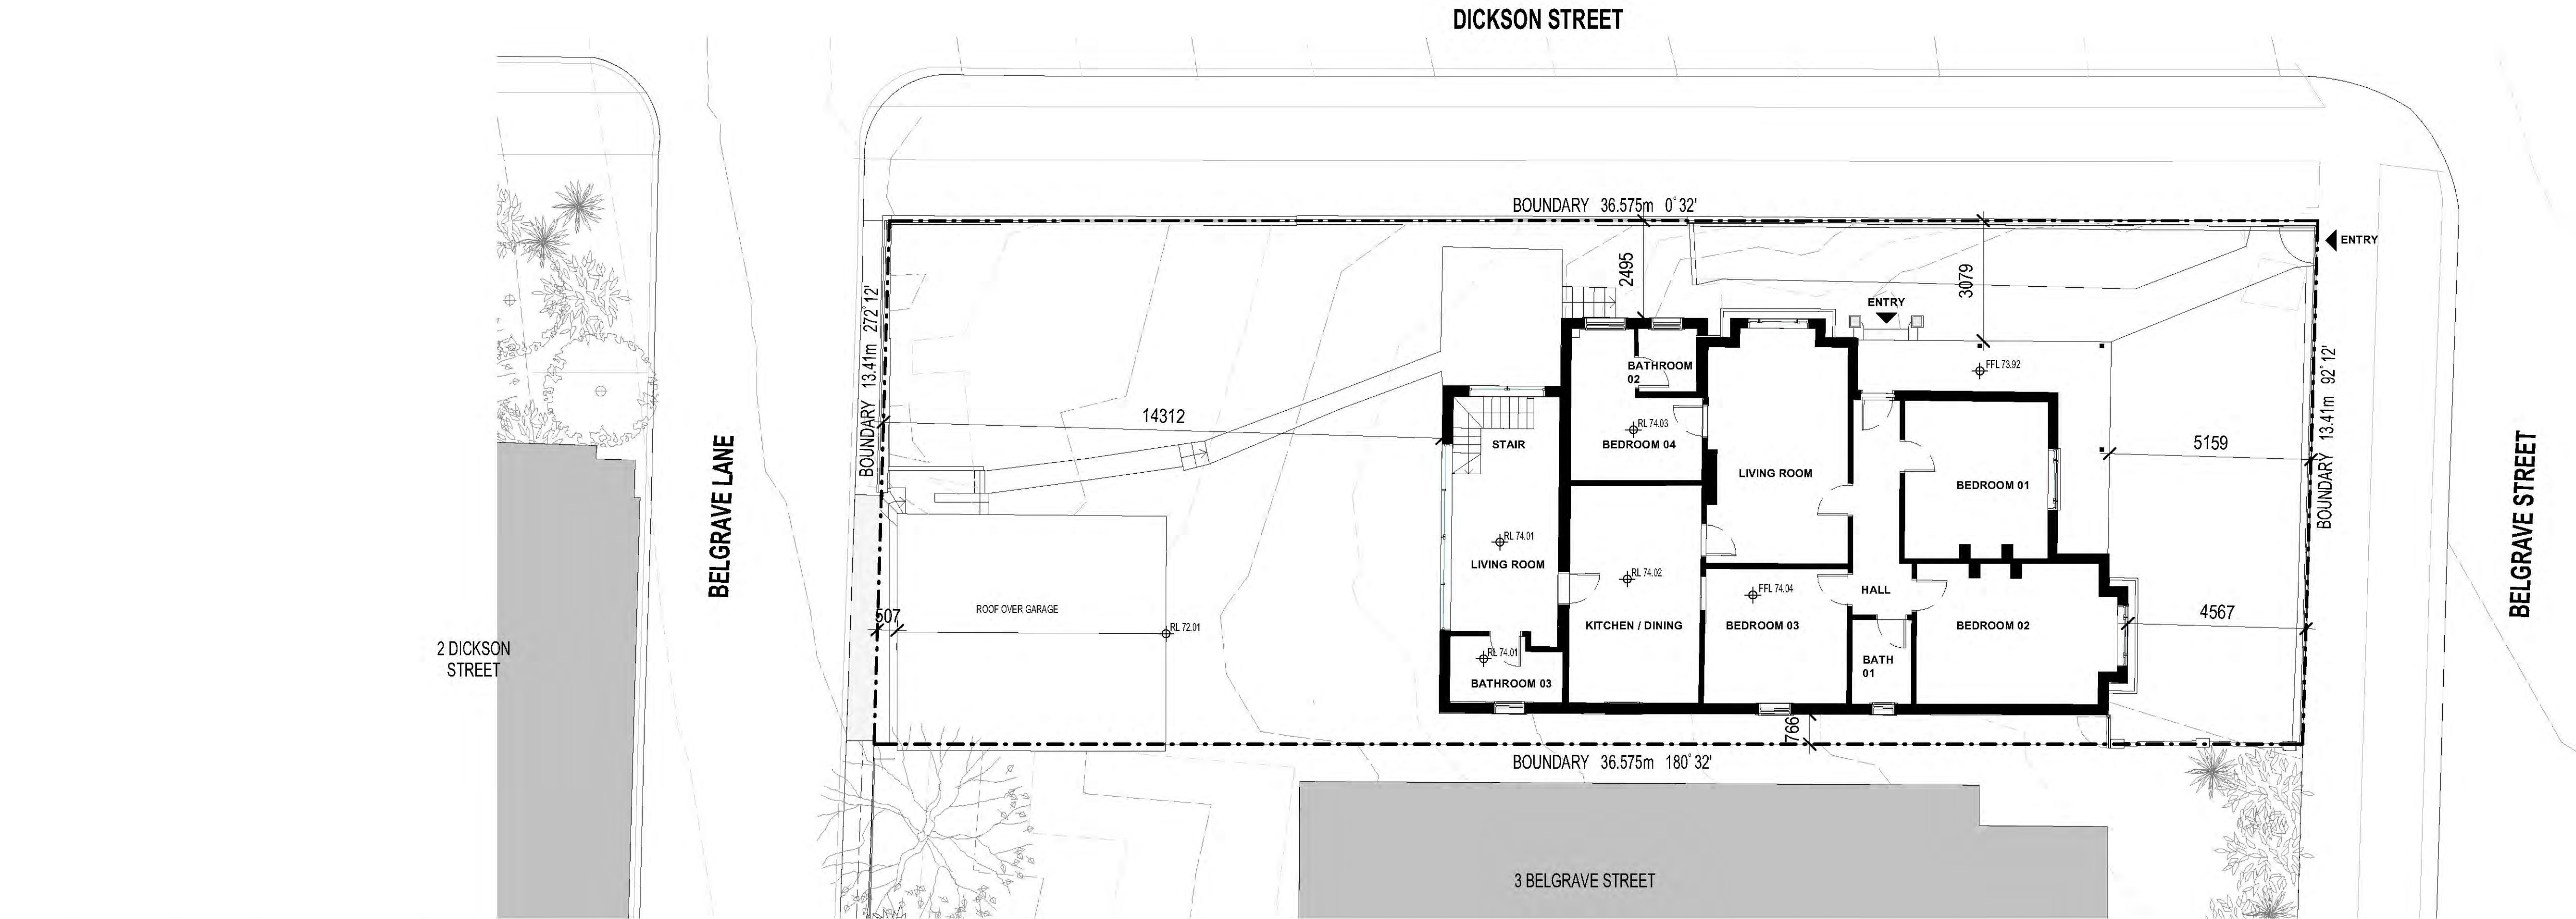 DICKSON STREET
BOUNDARY 36.575m 0°32'
ENTRY
2495
3079
ENTRY
BOUNDARY 13.41m 272°12'
BOUNDARY 13.41m 92°12'
BATHROOM
02
FFL 73.92
14312
RL 74.03
STAIR
BEDROOM 04
LIVING ROOM
BEDROOM 01
5159
BELGRAVE LANE
BELGRAVE STREET
RL 74.01
LIVING ROOM
RL 74.02
FFL 74.04
HALL
507
ROOF OVER GARAGE
RL 72.01
KITCHEN / DINING
BEDROOM 03
BEDROOM 02
4567
2 DICKSON
STREET
RL 74.01
BATHROOM 03
BATH
01
766
BOUNDARY 36.575m 180°32'
3 BELGRAVE STREET